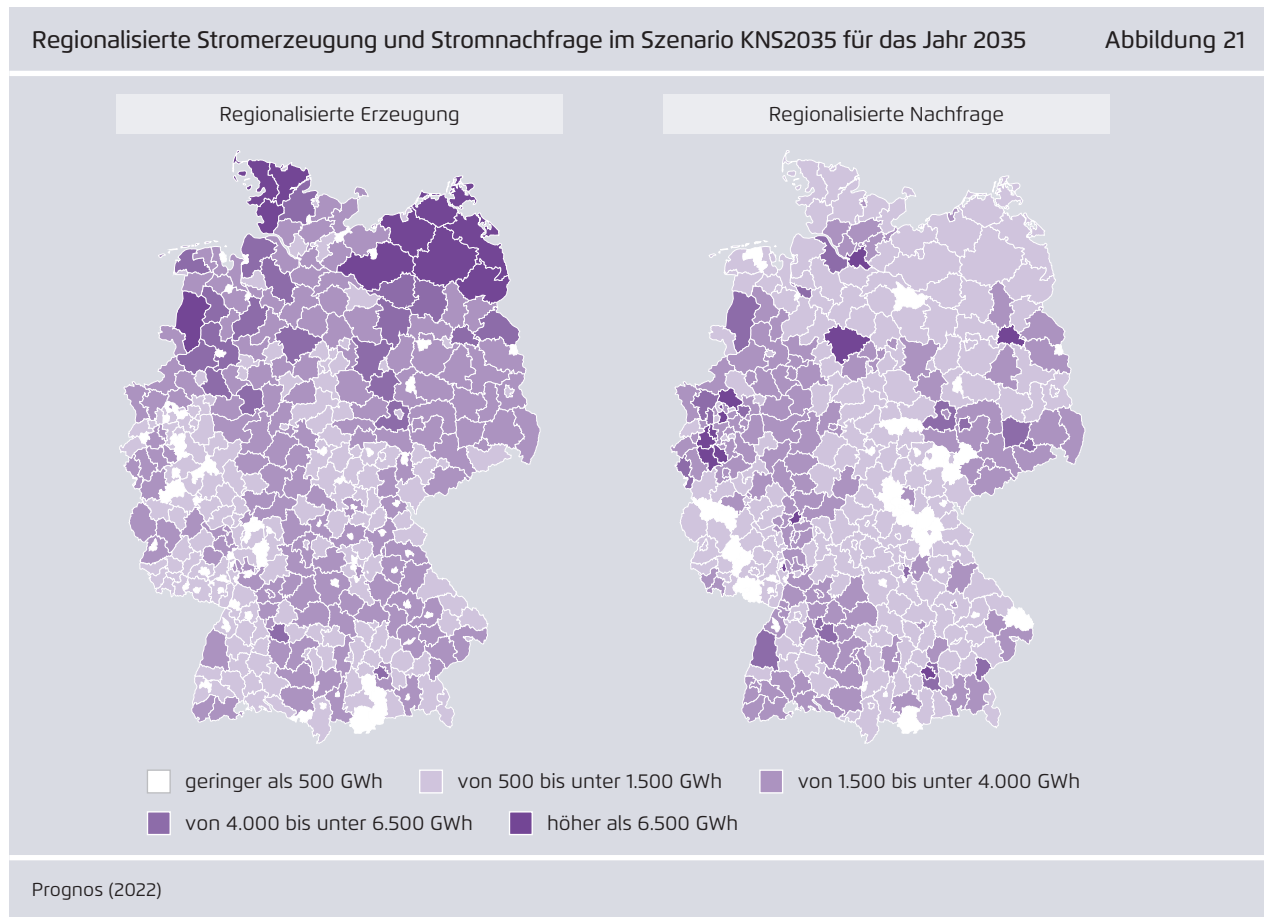 Regionalisierte Stromerzeugung und Stromnachfrage im Szenario KNS2035 für das Jahr 2035 Abbildung 21
Regionalisierte Erzeugung
Regionalisierte Nachfrage
geringer als 500 GWh
von 500 bis unter 1.500 GWh
von 1.500 bis unter 4.000 GWh
von 4.000 bis unter 6.500 GWh
höher als 6.500 GWh
Prognos (2022)